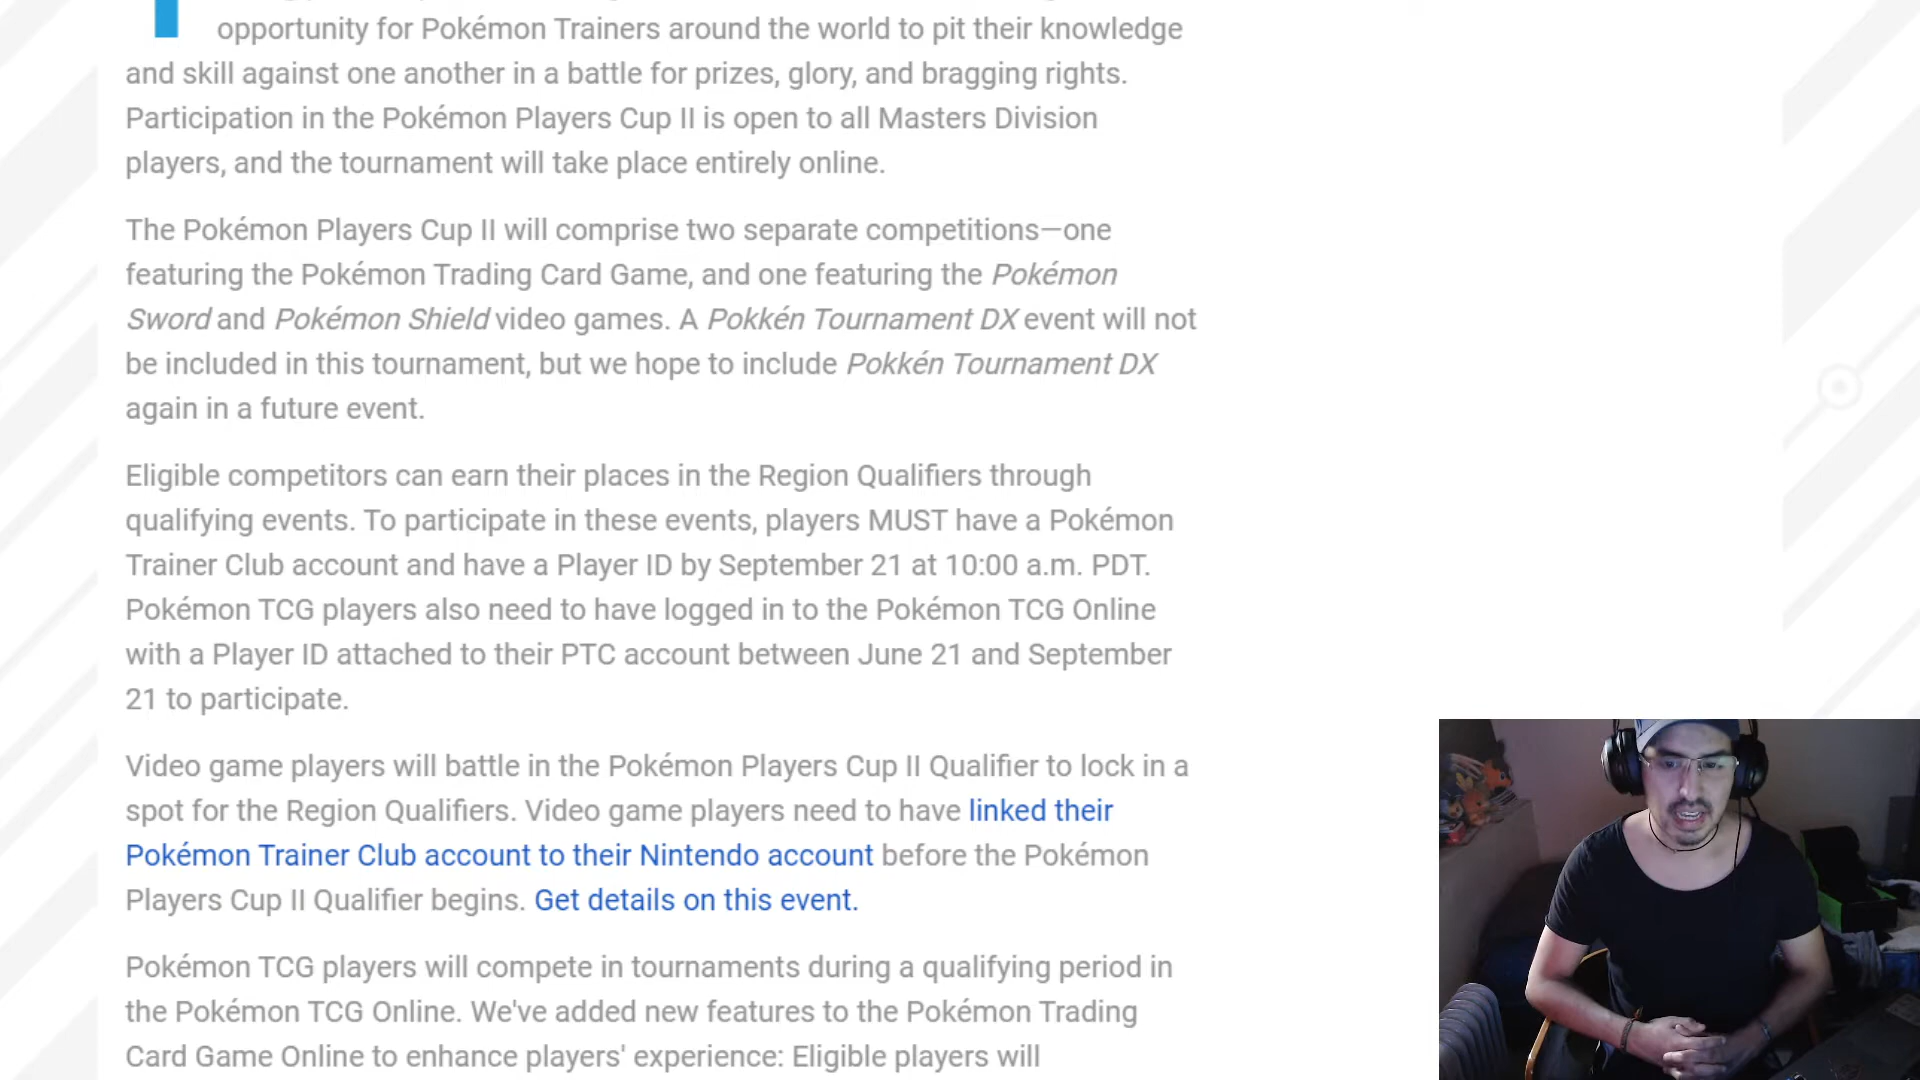 opportunity for Pokémon Trainers around the world to pit their knowledge
and skill against one another in a battle for prizes, glory, and bragging rights.
Participation in the Pokémon Players Cup II is open to all Masters Division
players, and the tournament will take place entirely online.
The Pokémon Players Cup II will comprise two separate competitions—one
featuring the Pokémon Trading Card Game, and one featuring the Pokémon
Sword and Pokémon Shield video games. A Pokkén Tournament DX event will not
be included in this tournament, but we hope to include Pokkén Tournament DX
again in a future event.
Eligible competitors can earn their places in the Region Qualifiers through
qualifying events. To participate in these events, players MUST have a Pokémon
Trainer Club account and have a Player ID by September 21 at 10:00 a.m. PDT.
Pokémon TCG players also need to have logged in to the Pokémon TCG Online
with a Player ID attached to their PTC account between June 21 and September
21 to participate.
Video game players will battle in the Pokémon Players Cup II Qualifier to lock in a
spot for the Region Qualifiers. Video game players need to have linked their
Pokémon Trainer Club account to their Nintendo account before the Pokémon
Players Cup II Qualifier begins. Get details on this event.
Pokémon TCG players will compete in tournaments during a qualifying period in
the Pokémon TCG Online. We've added new features to the Pokémon Trading
Card Game Online to enhance players' experience: Eligible players will